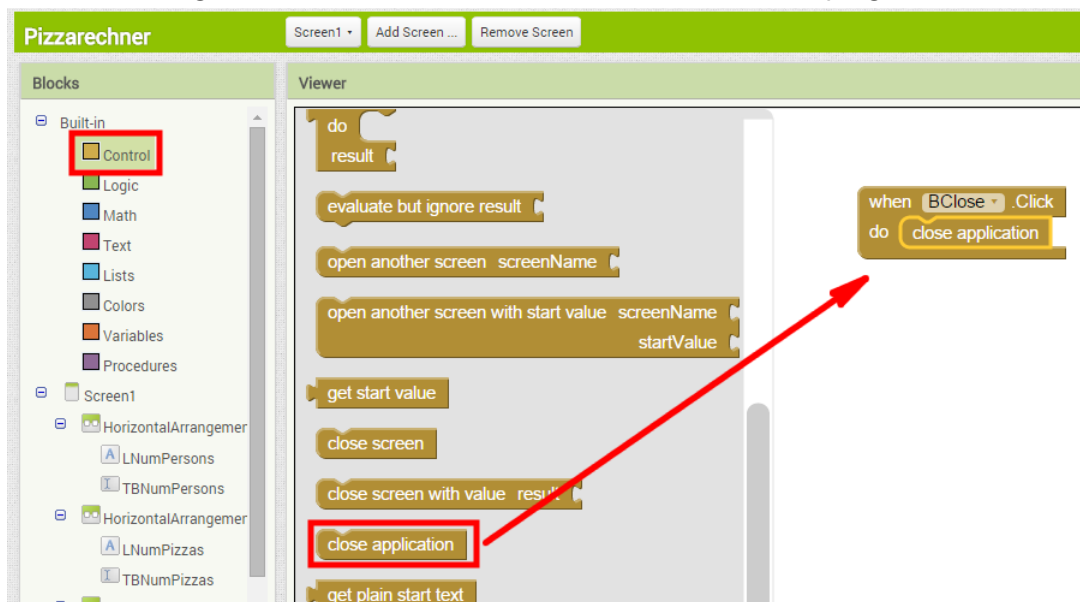 Pizzarechner
Screen1
Add Screen ...
Remove Screen
Blocks
Viewer
Built-in
Control
Logic
Math
Text
Lists
Colors
Variables
Procedures
Screen1
HorizontalArrangemen
LNumPersons
TBNumPersons
HorizontalArrangemen
LNumPizzas
TBNumPizzas
do
result
evaluate but ignore result
open another screen screenName
open another screen with start value screenName
startValue
get start value
close screen
close screen with value result
close application
get plain start text
when BClose .Click
do close application